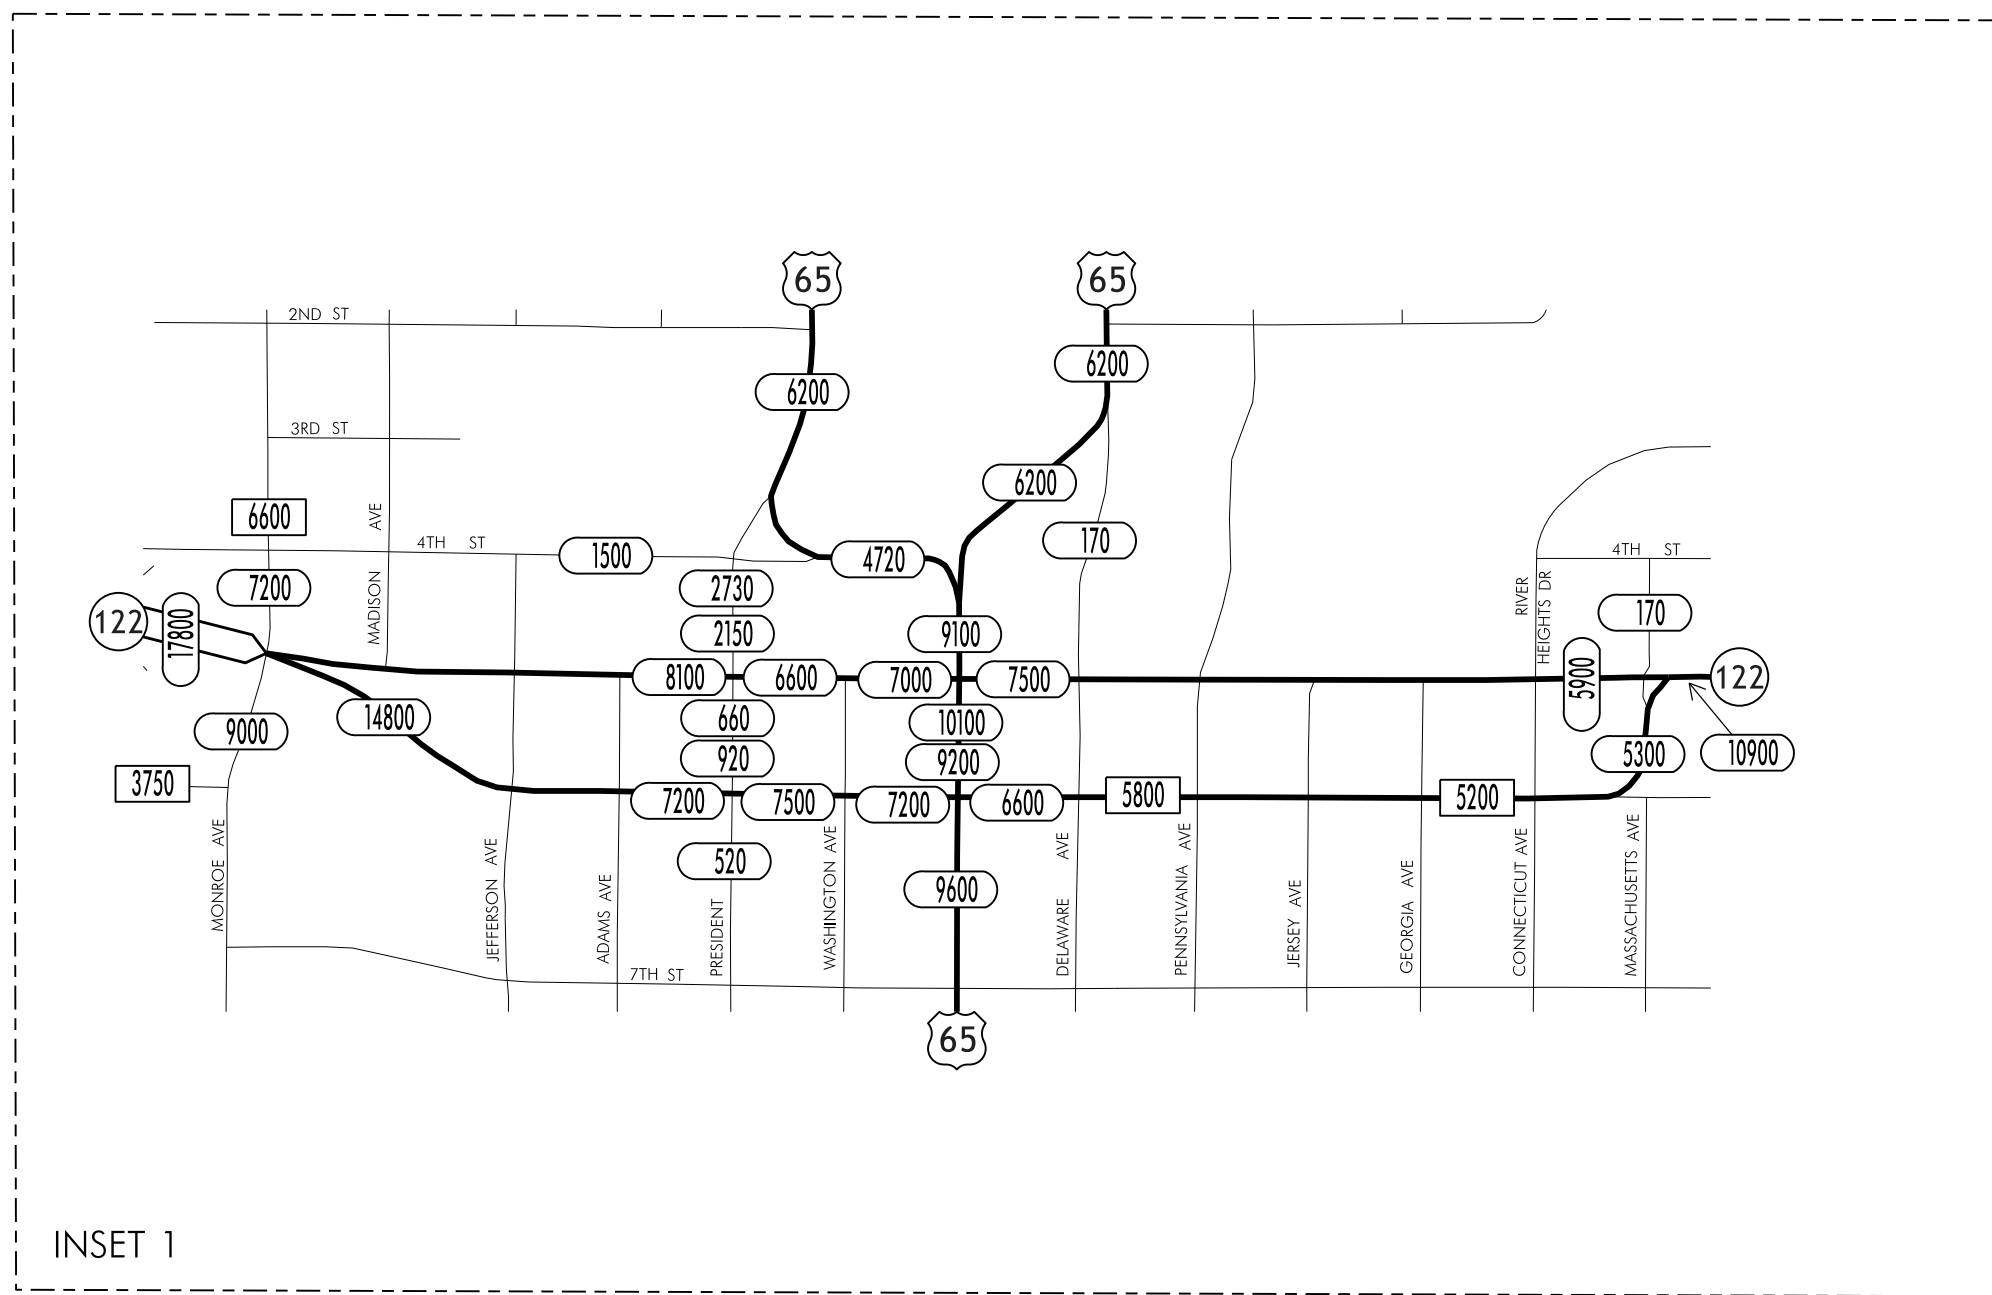 65
65
2ND ST
6200
6200
3RD ST
6200
6600
AVE
4TH ST
1500
4720
170
4TH ST
7200
MADISON
2730
RIVER
HEIGHTS DR
170
122
17800
2150
9100
8100
6600
7000
7500
5900
122
9000
14800
660
10100
3750
920
9200
5300
10900
7200
7500
7200
6600
5800
5200
MONROE AVE
JEFFERSON AVE
ADAMS AVE
520
PRESIDENT
WASHINGTON AVE
9600
DELAWARE AVE
PENNSYLVANIA AVE
JERSEY AVE
GEORGIA AVE
CONNECTICUT AVE
MASSACHUSETTS AVE
7TH ST
65
INSET 1